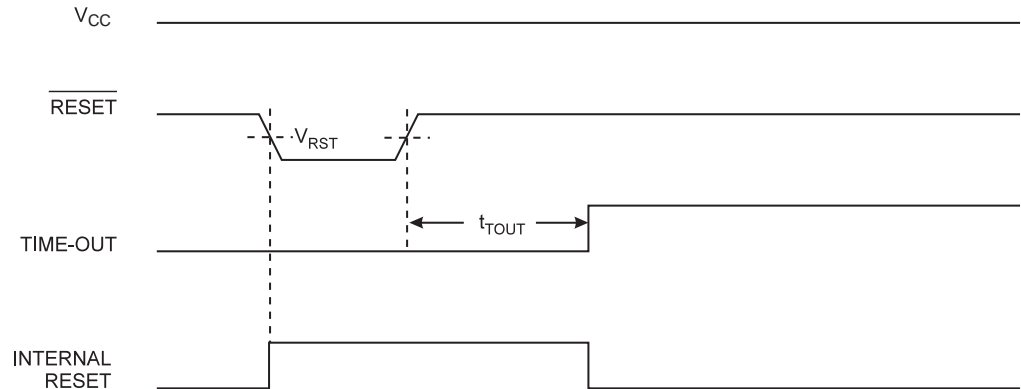 VCC
RESET
VRST
tTOUT
TIME-OUT
INTERNAL
RESET